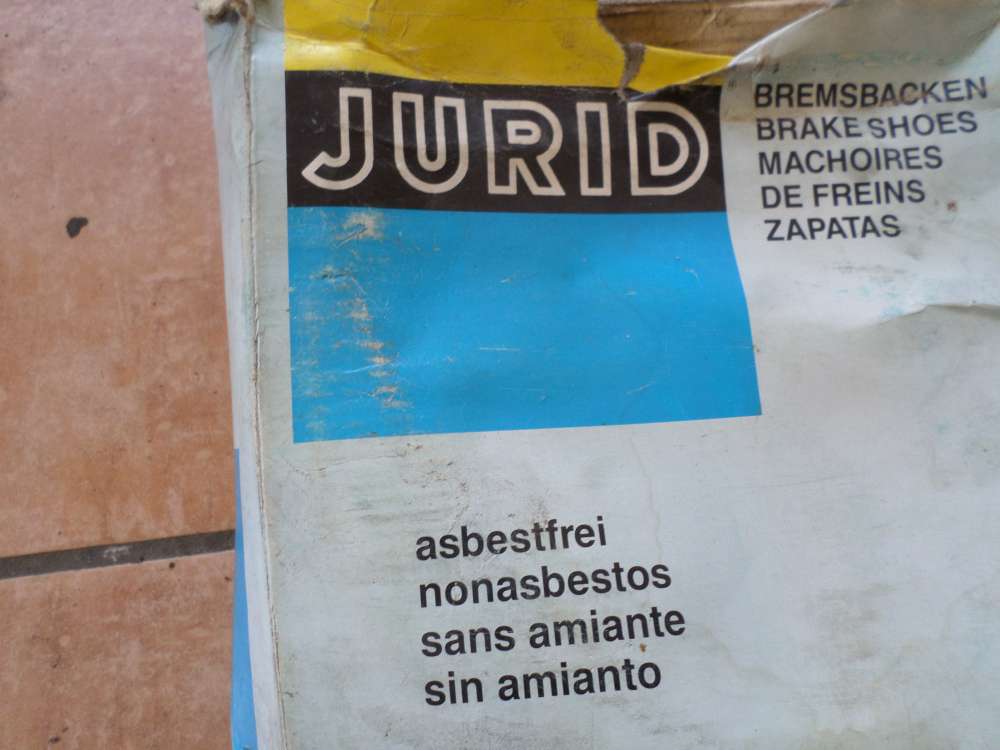 JURID
BREMSBACKEN
BRAKE SHOES
MACHOIRES
DE FREINS
ZAPATAS
asbestfrei
nonasbestos
sans amiante
sin amianto